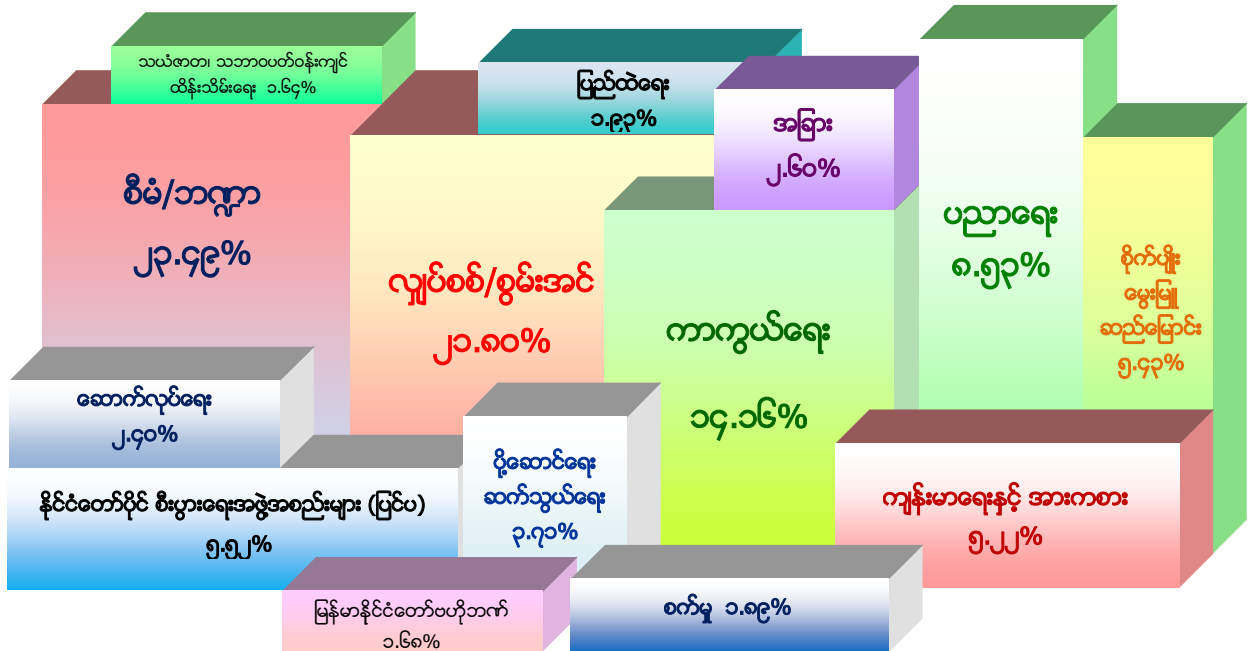 သယံဇာတ၊ သဘာဝပတ်ဝန်းကျင်
ထိန်းသိမ်းရေး ၁.၆၄%
ပြည်ထဲရေး
၁.၉၃%
အခြား
၂.၆၀%
စီမံ/ဘဏ္ဍာ
၂၃.၄၉%
လျှပ်စစ်/စွမ်းအင်
၂၁.၈၀%
ကာကွယ်ရေး
၁၄.၁၆%
ပညာရေး
၈.၅၃%
စိုက်ပျိုး
မွေးမြူ
ဆည်မြောင်း
၅.၄၃%
ဆောက်လုပ်ရေး
၂.၄၀%
နိုင်ငံတော်ပိုင် စီးပွားရေးအဖွဲ့အစည်းများ (ပြင်ပ)
၅.၅၂%
ပို့ဆောင်ရေး
ဆက်သွယ်ရေး
၃.၇၁%
ကျန်းမာရေးနှင့် အားကစား
၅.၂၂%
မြန်မာနိုင်ငံတော်ဗဟိုဘဏ်
၁.၆၈%
စက်မှု ၁.၈၉%